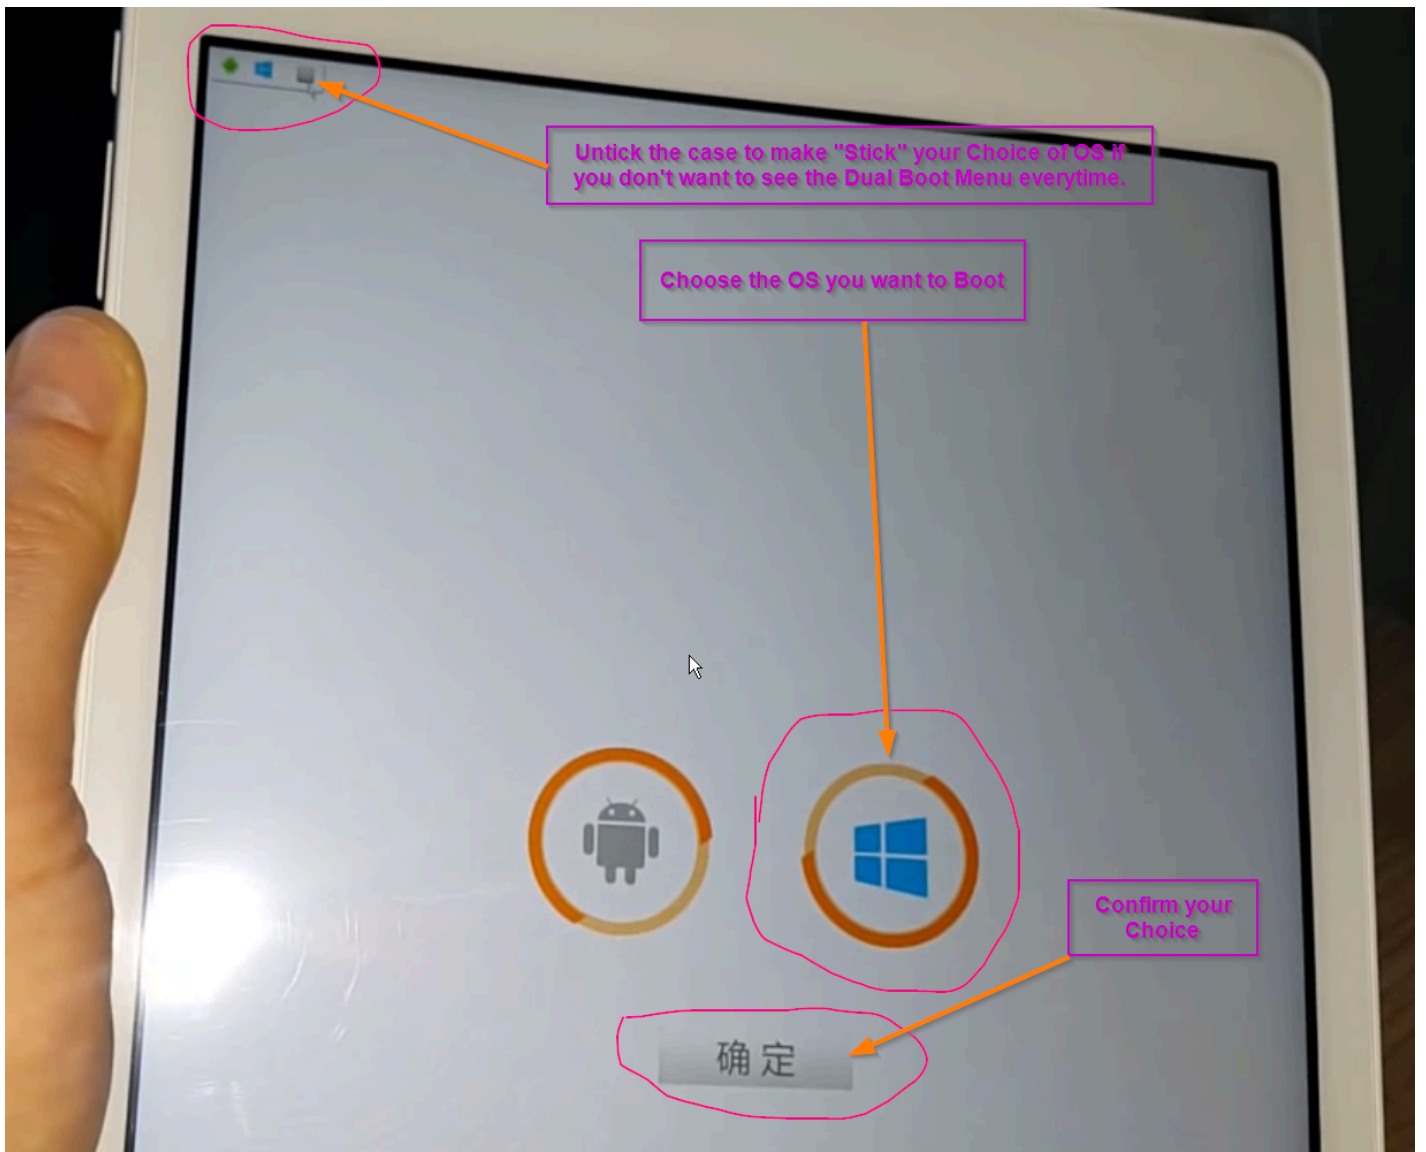 Untick the case to make "Stick" your Choice of OS if
you don't want to see the Dual Boot Menu everytime.
Choose the OS you want to Boot
Confirm your
Choice
确定